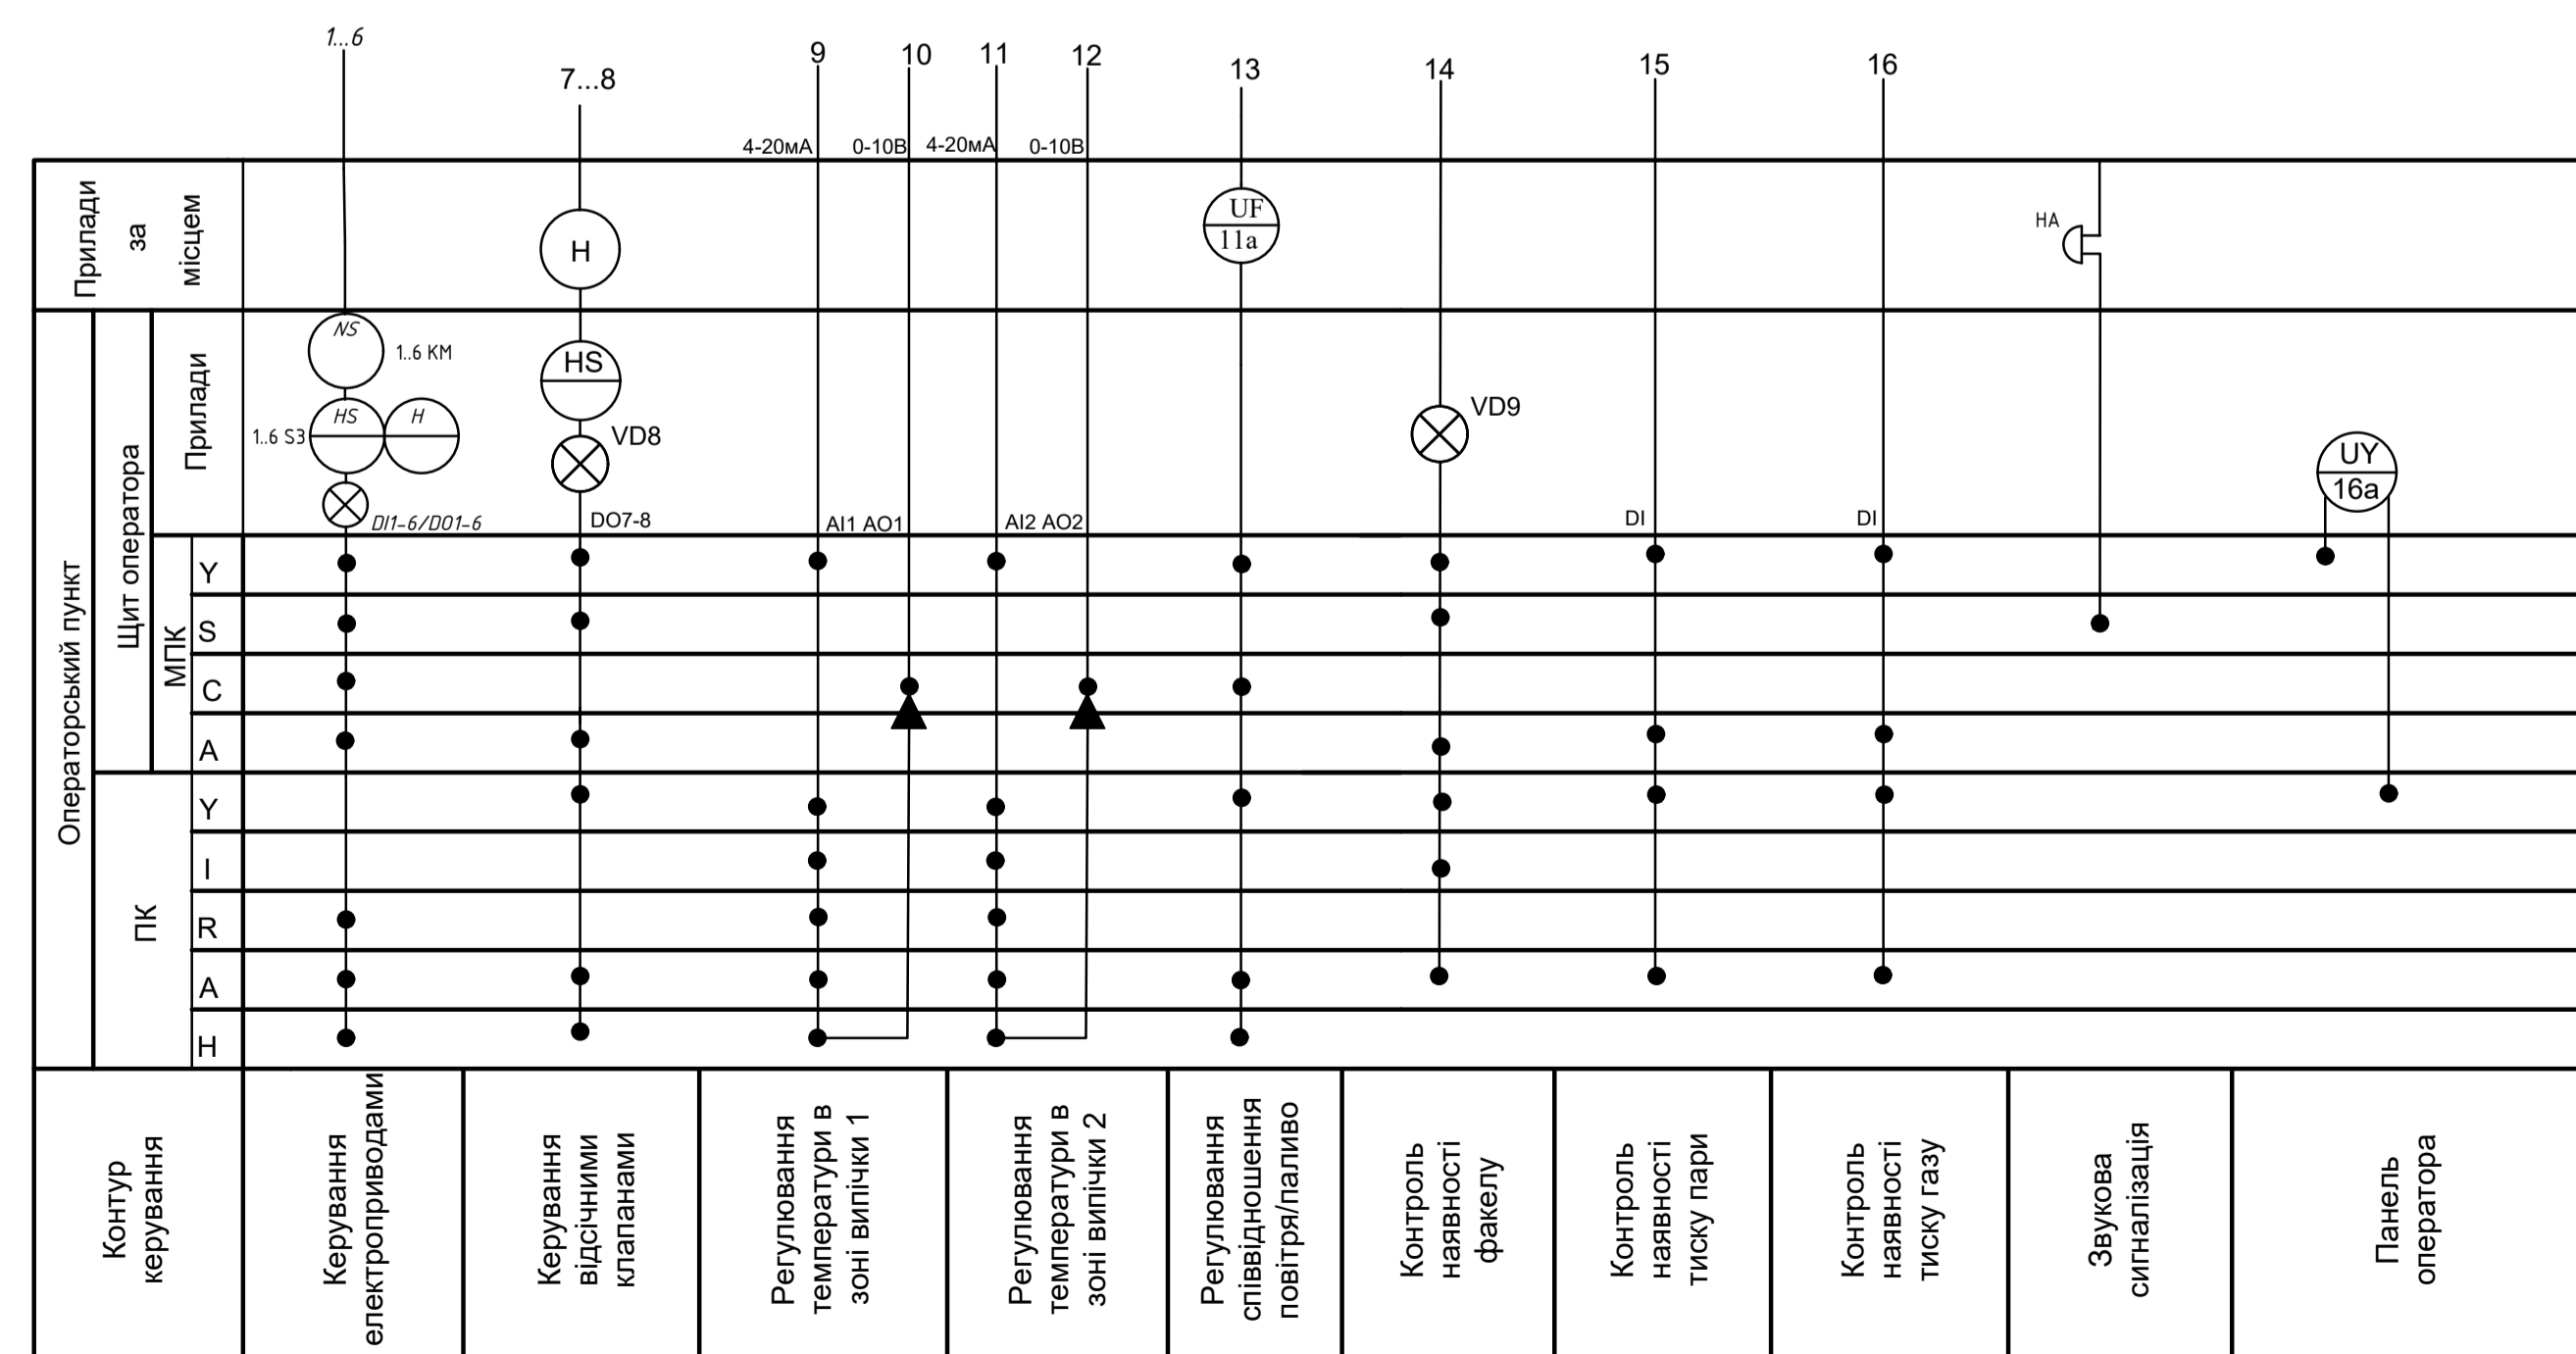 1...6
7...8
9
10
11
12
13
14
15
16
4-20мА
0-10В
4-20мА
0-10В
Прилади
за
місцем
H
UF
11a
HA
Операторський пункт
Щит оператора
Прилади
NS
1..6 KM
HS
H
1..6 S3
DI1-6/DO1-6
HS
VD8
DO7-8
AI1 AO1
AI2 AO2
VD9
DI
DI
UY
16a
МПК
Y
S
C
A
ПК
Y
I
R
A
H
Контур
керування
Керування
електроприводами
Керування
відсічними
клапанами
Регулювання
температури в
зоні випічки 1
Регулювання
температури в
зоні випічки 2
Регулювання
співвідношення
повітря/паливо
Контроль
наявності
факелу
Контроль
наявності
тиску пари
Контроль
наявності
тиску газу
Звукова
сигналізація
Панель
оператора